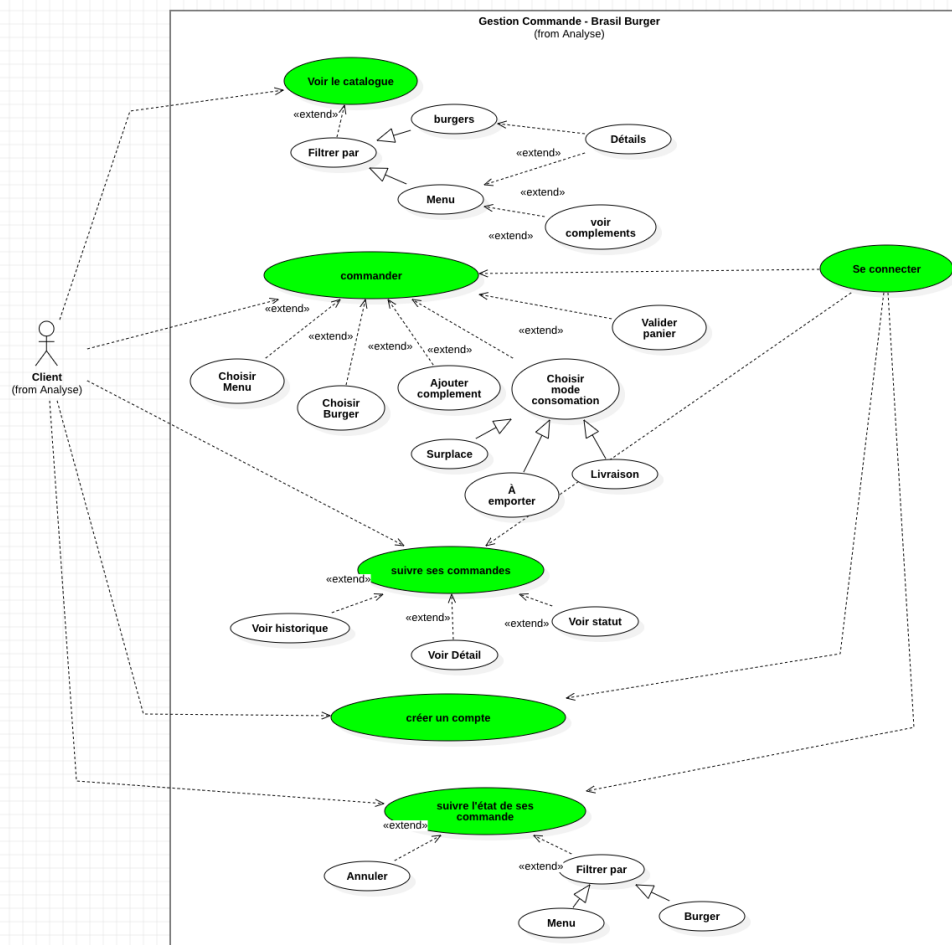 Gestion Commande - Brasil Burger
(from Analyse)
Voir le catalogue
«extend»
burgers
Filtrer par
Détails
«extend»
Menu
«extend»
voir
complements
«extend»
commander
Se connecter
«extend»
«extend»
«extend»
«extend»
«extend»
Valider
panier
Client
(from Analyse)
Choisir
Menu
Choisir
Burger
Ajouter
complement
Choisir
mode
consomation
Surplace
À
emporter
Livraison
suivre ses commandes
«extend»
Voir historique
«extend»
Voir Détail
«extend»
Voir statut
créer un compte
suivre l'état de ses
commande
«extend»
Annuler
«extend»
Filtrer par
Menu
Burger